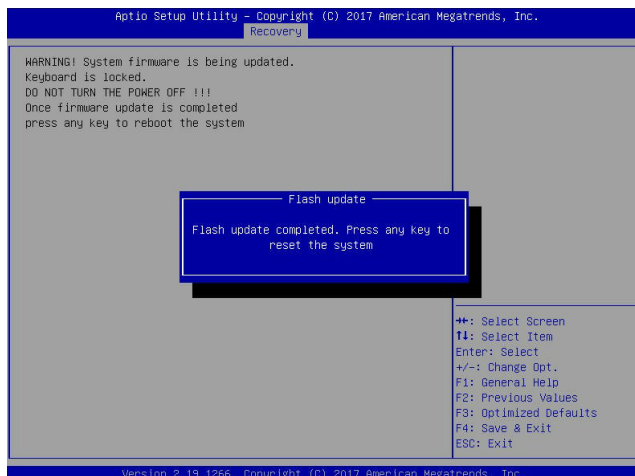 Aptio Setup Utility – Copyright (C) 2017 American Megatrends, Inc.
Recovery
WARNING! System firmware is being updated.
Keyboard is locked.
DO NOT TURN THE POWER OFF !!!
Once firmware update is completed
press any key to reboot the system
Flash update
Flash update completed. Press any key to
reset the system
→←: Select Screen
↑↓: Select Item
Enter: Select
+/-: Change Opt.
F1: General Help
F2: Previous Values
F3: Optimized Defaults
F4: Save & Exit
ESC: Exit
Version 2.19.1266. Copyright (C) 2017 American Megatrends, Inc.